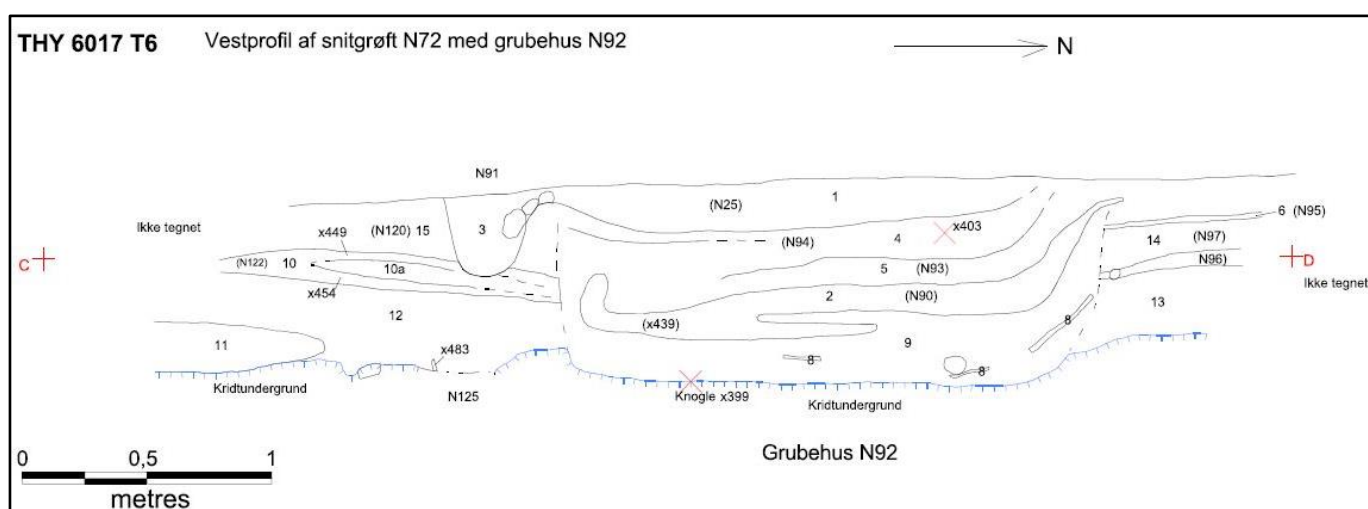 THY 6017 T6 Vestprofil af snitgrøft N72 med grubehus N92
N
N91
1
(N25)
6 (N95)
Ikke tegnet
x449
(N120) 15
3
(N94)
4
x403
14
(N97)
C
(N122)
10
10a
5
(N93)
N96)
D
Ikke tegnet
x454
2
(N90)
13
12
(x439)
8
11
x483
9
8
8
Kridtundergrund
N125
Knogle x399
Kridtundergrund
Grubehus N92
0 0,5 1
metres